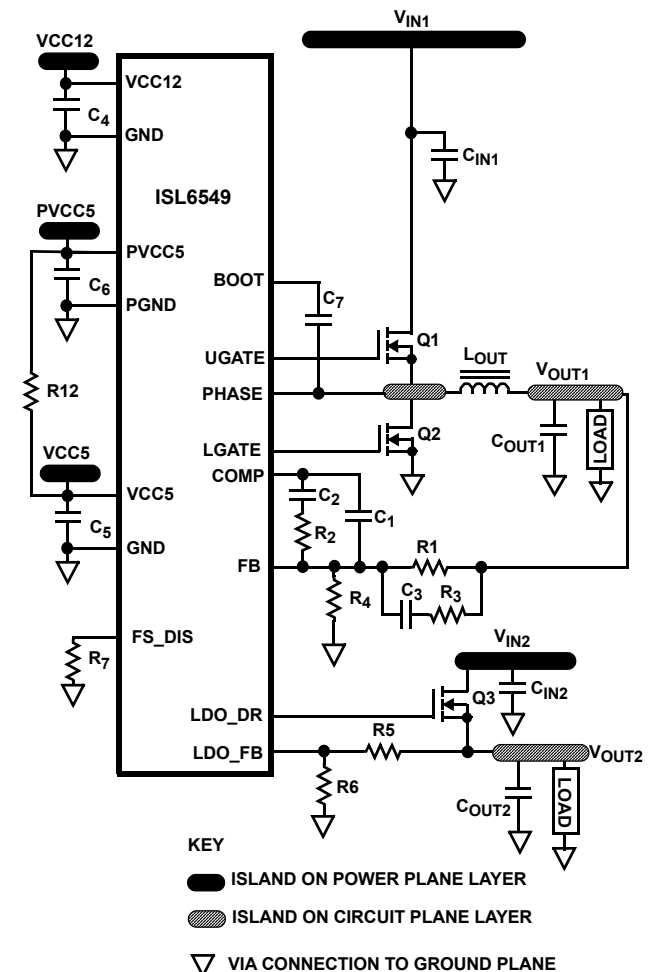 VIN1
VCC12
VCC12
C4
GND
CIN1
ISL6549
PVCC5
PVCC5
C6
PGND
BOOT
C7
Q1
UGATE
LOUT
VOUT1
R12
PHASE
Q2
COUT1
LOAD
LGATE
VCC5
COMP
VCC5
C2
C1
C5
R2
GND
R1
FB
R4
C3
R3
FS_DIS
R7
VIN2
Q3
CIN2
LDO_DR
R5
LDO_FB
VOUT2
R6
COUT2
LOAD
KEY
ISLAND ON POWER PLANE LAYER
ISLAND ON CIRCUIT PLANE LAYER
VIA CONNECTION TO GROUND PLANE